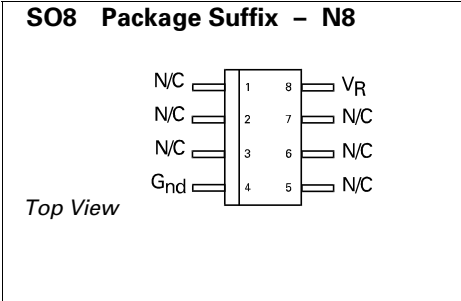 SO8 Package Suffix – N8
N/C 1 8 VR
N/C 2 7 N/C
N/C 3 6 N/C
Gnd 4 5 N/C
Top View